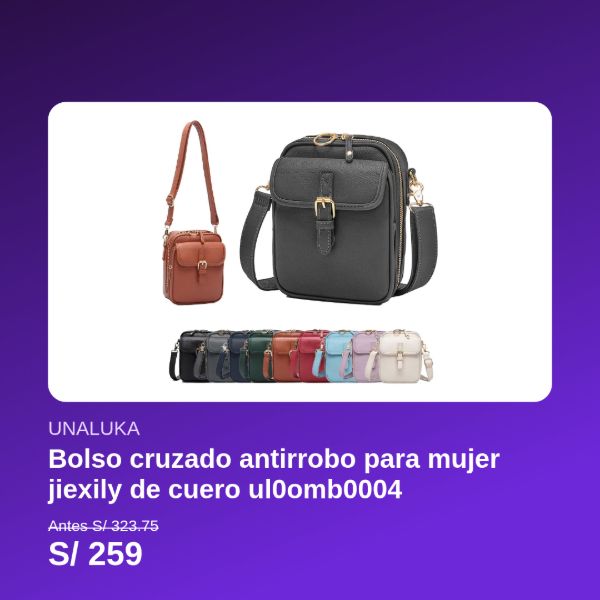 UNALUKA
Bolso cruzado antirrobo para mujer
jiexily de cuero ul0omb0004
Antes S/ 323.75
S/ 259